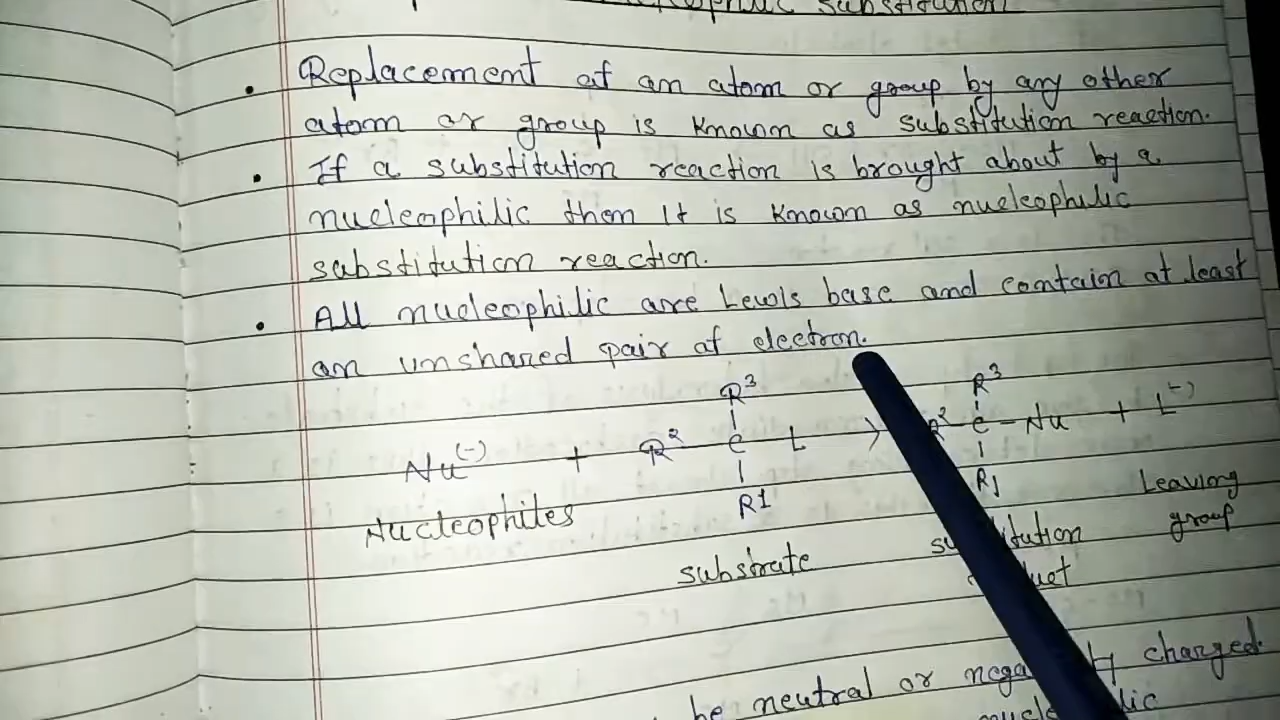 substitution
Replacement of an atom or group by any other
atom or group is known as substitution reaction.
If a substitution reaction is brought about by a
nucleophilic then it is known as nucleophilic
substitution reaction.
All nucleophilic are Lewis base and contain at least
an unshared pair of electron.
R³ R³
Nu(-) + R² - C - L → R² - C - Nu + L(-)
R1 R1
Nucleophiles substrate Leaving
group
be neutral or charged